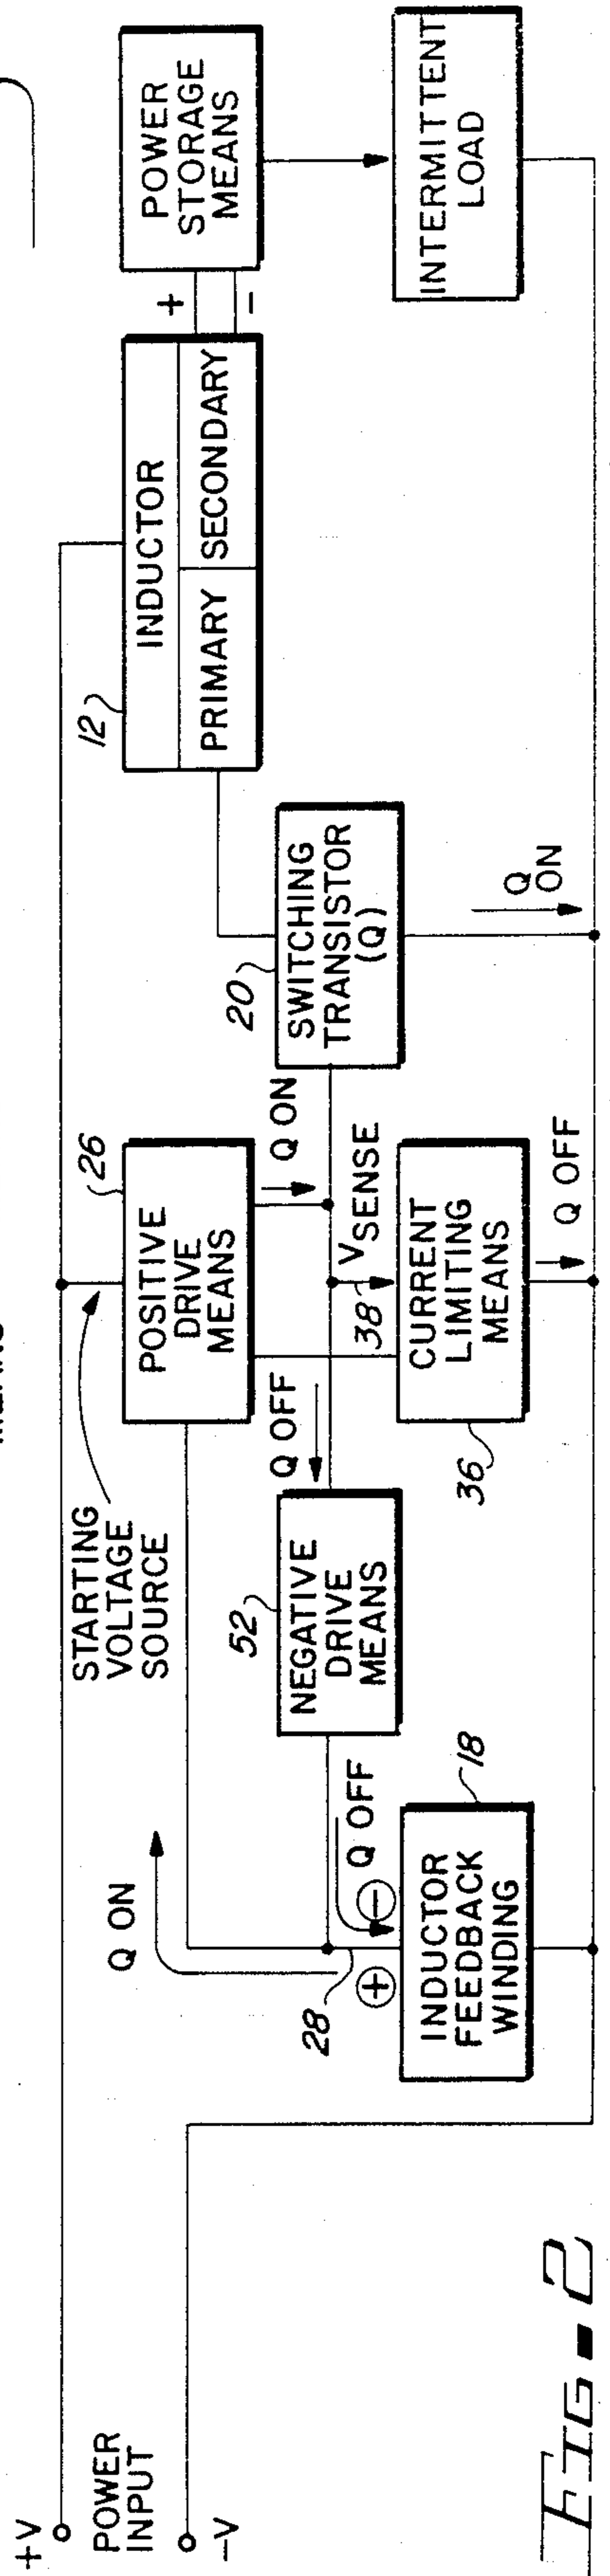 +V
POWER
INPUT
-V
Q ON
STARTING
VOLTAGE
SOURCE
28
+
-
Q OFF
INDUCTOR
FEEDBACK
WINDING
18
52
NEGATIVE
DRIVE
MEANS
Q OFF
26
POSITIVE
DRIVE
MEANS
Q ON
38
VSENSE
36
CURRENT
LIMITING
MEANS
Q OFF
20
SWITCHING
TRANSISTOR
(Q)
Q
ON
12
INDUCTOR
PRIMARY
SECONDARY
+
-
POWER
STORAGE
MEANS
INTERMITTENT
LOAD
FIG-2